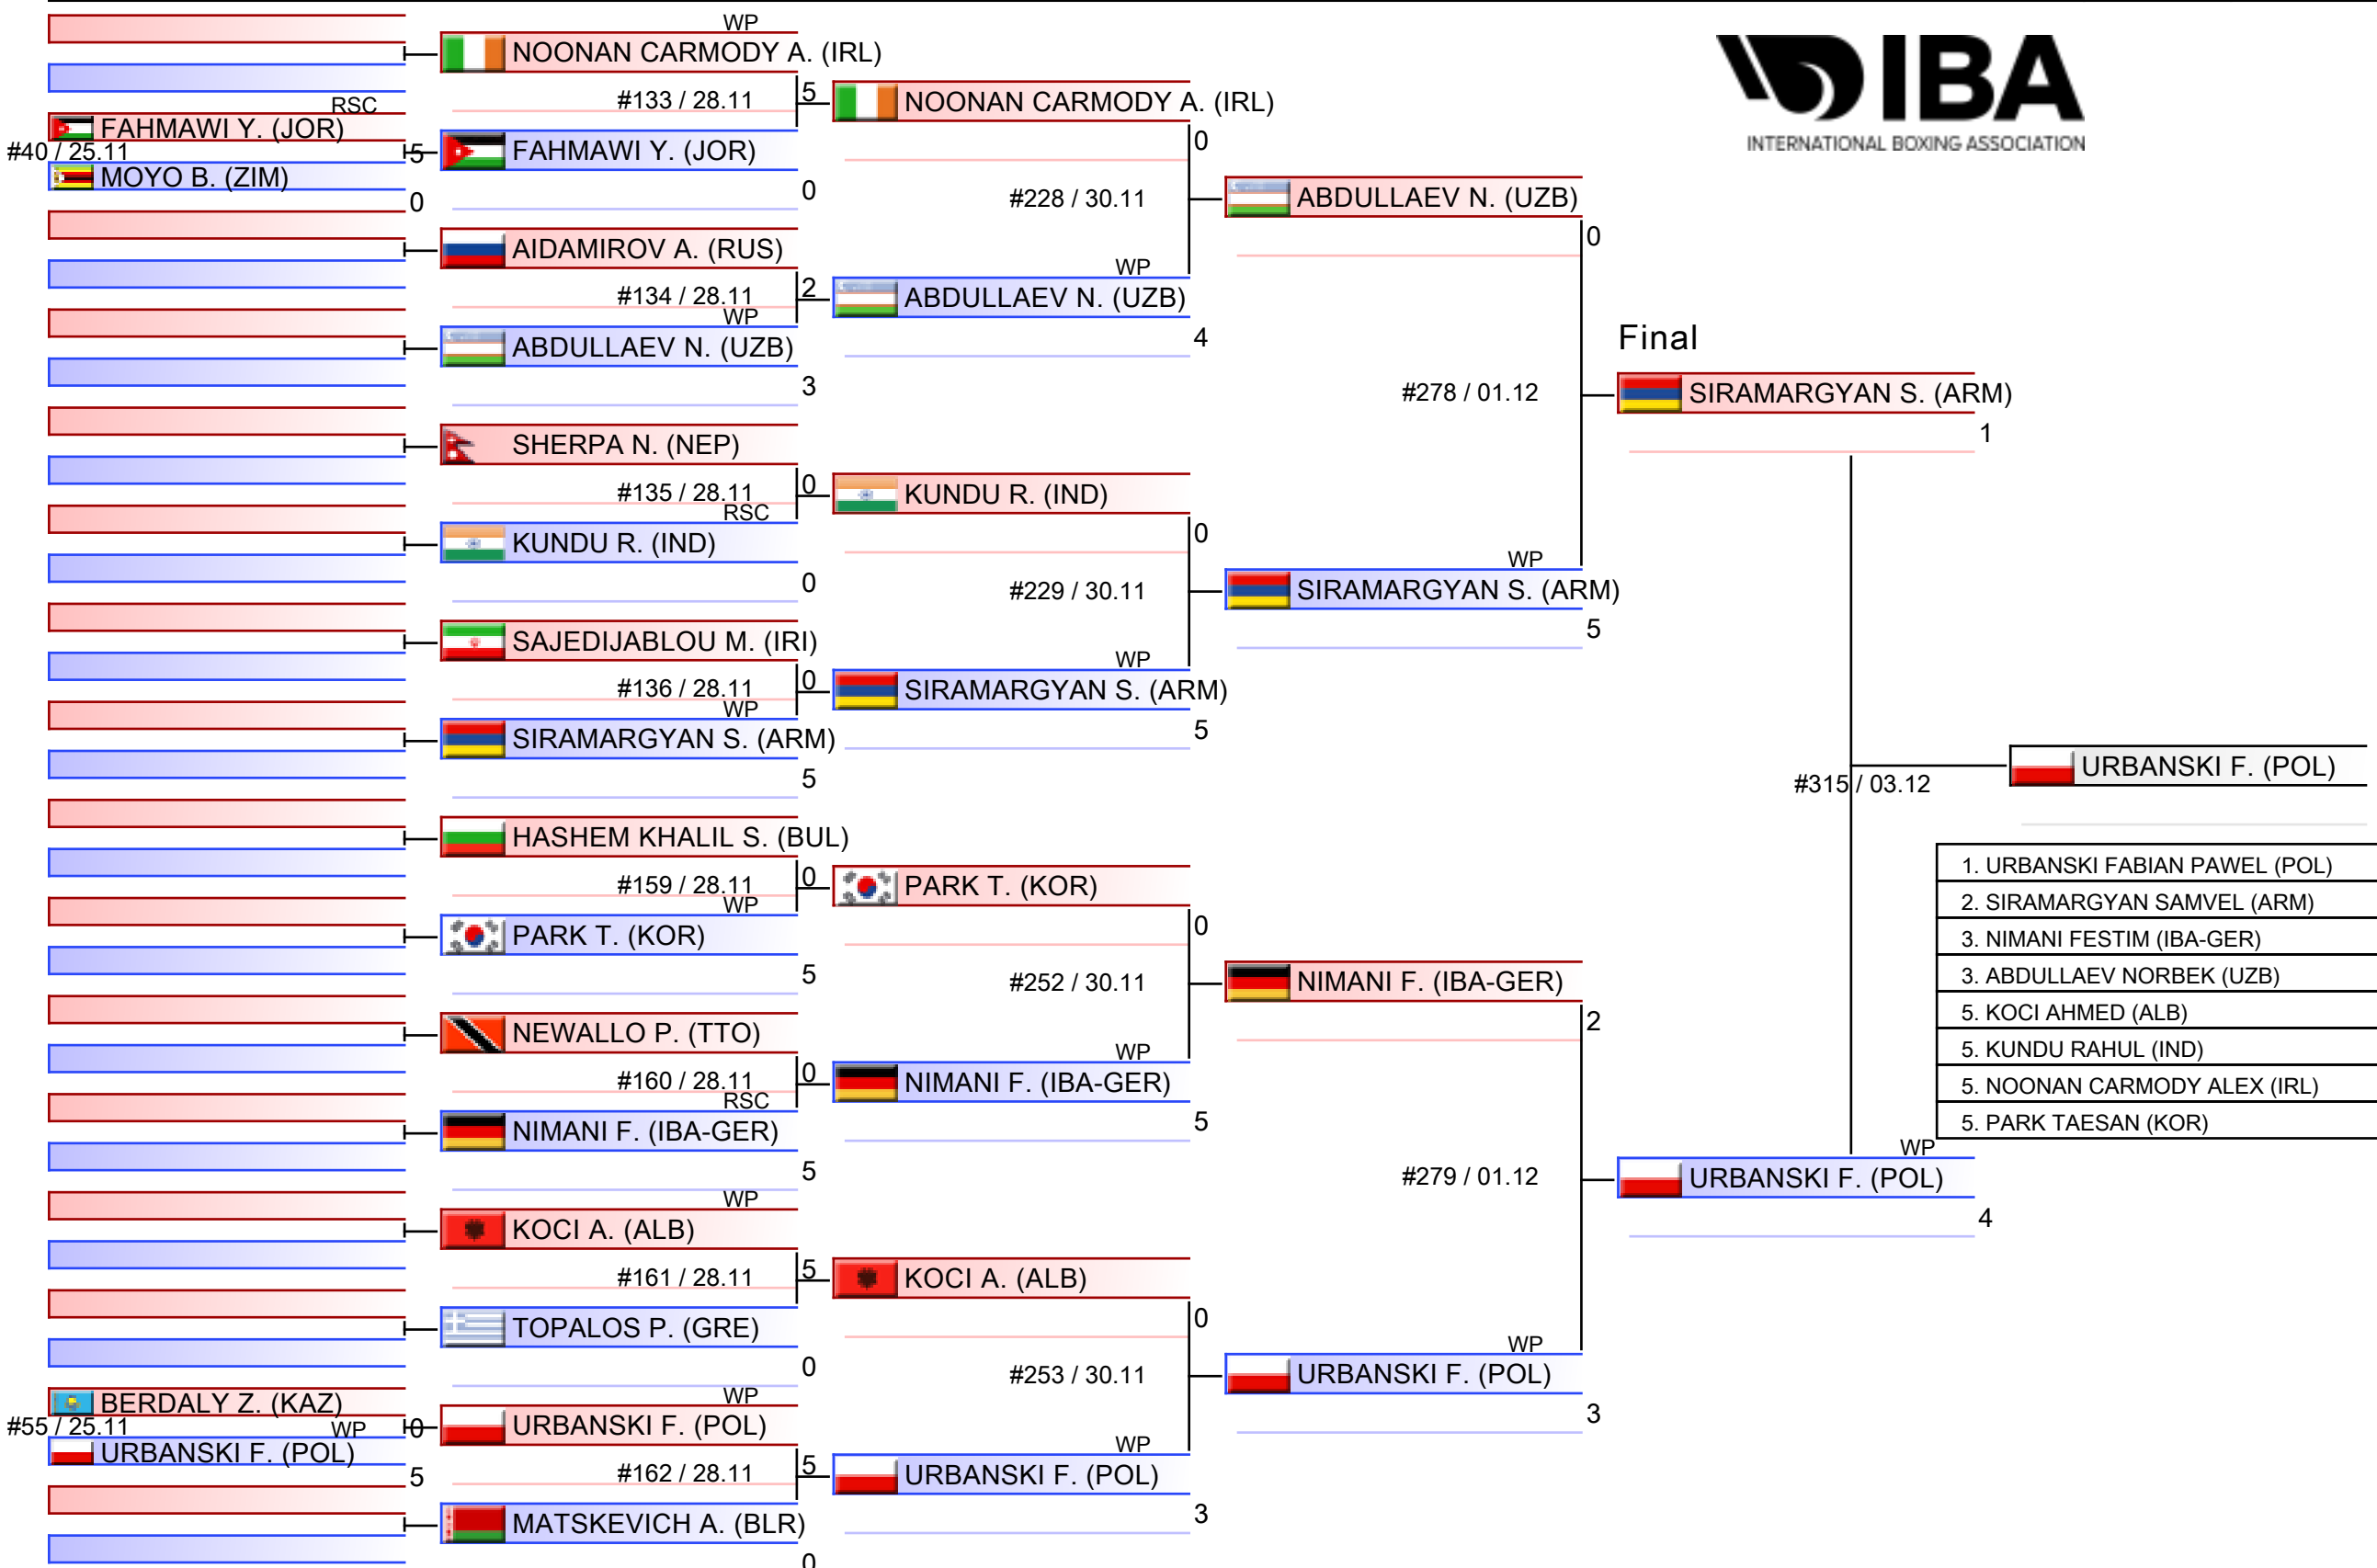 WP
NOONAN CARMODY A. (IRL)
#133 / 28.11
5
FAHMAWI Y. (JOR)
0
RSC
FAHMAWI Y. (JOR)
#40 / 25.11
5
MOYO B. (ZIM)
0
AIDAMIROV A. (RUS)
#134 / 28.11
2
WP
ABDULLAEV N. (UZB)
3
SHERPA N. (NEP)
#135 / 28.11
0
RSC
KUNDU R. (IND)
0
SAJEDIJABLOU M. (IRI)
#136 / 28.11
0
WP
SIRAMARGYAN S. (ARM)
5
HASHEM KHALIL S. (BUL)
#159 / 28.11
0
WP
PARK T. (KOR)
5
NEWALLO P. (TTO)
#160 / 28.11
0
RSC
NIMANI F. (IBA-GER)
5
WP
KOCI A. (ALB)
#161 / 28.11
5
TOPALOS P. (GRE)
0
BERDALY Z. (KAZ)
#55 / 25.11
WP
0
URBANSKI F. (POL)
5
WP
URBANSKI F. (POL)
#162 / 28.11
5
MATSKEVICH A. (BLR)
0
NOONAN CARMODY A. (IRL)
0
#228 / 30.11
WP
ABDULLAEV N. (UZB)
4
KUNDU R. (IND)
0
#229 / 30.11
WP
SIRAMARGYAN S. (ARM)
5
PARK T. (KOR)
0
#252 / 30.11
WP
NIMANI F. (IBA-GER)
5
KOCI A. (ALB)
0
#253 / 30.11
WP
URBANSKI F. (POL)
3
ABDULLAEV N. (UZB)
0
#278 / 01.12
WP
SIRAMARGYAN S. (ARM)
5
NIMANI F. (IBA-GER)
2
#279 / 01.12
WP
URBANSKI F. (POL)
3
IBA
INTERNATIONAL BOXING ASSOCIATION
Final
SIRAMARGYAN S. (ARM)
1
#315 / 03.12
WP
URBANSKI F. (POL)
4
URBANSKI F. (POL)
1. URBANSKI FABIAN PAWEL (POL)
2. SIRAMARGYAN SAMVEL (ARM)
3. NIMANI FESTIM (IBA-GER)
3. ABDULLAEV NORBEK (UZB)
5. KOCI AHMED (ALB)
5. KUNDU RAHUL (IND)
5. NOONAN CARMODY ALEX (IRL)
5. PARK TAESAN (KOR)